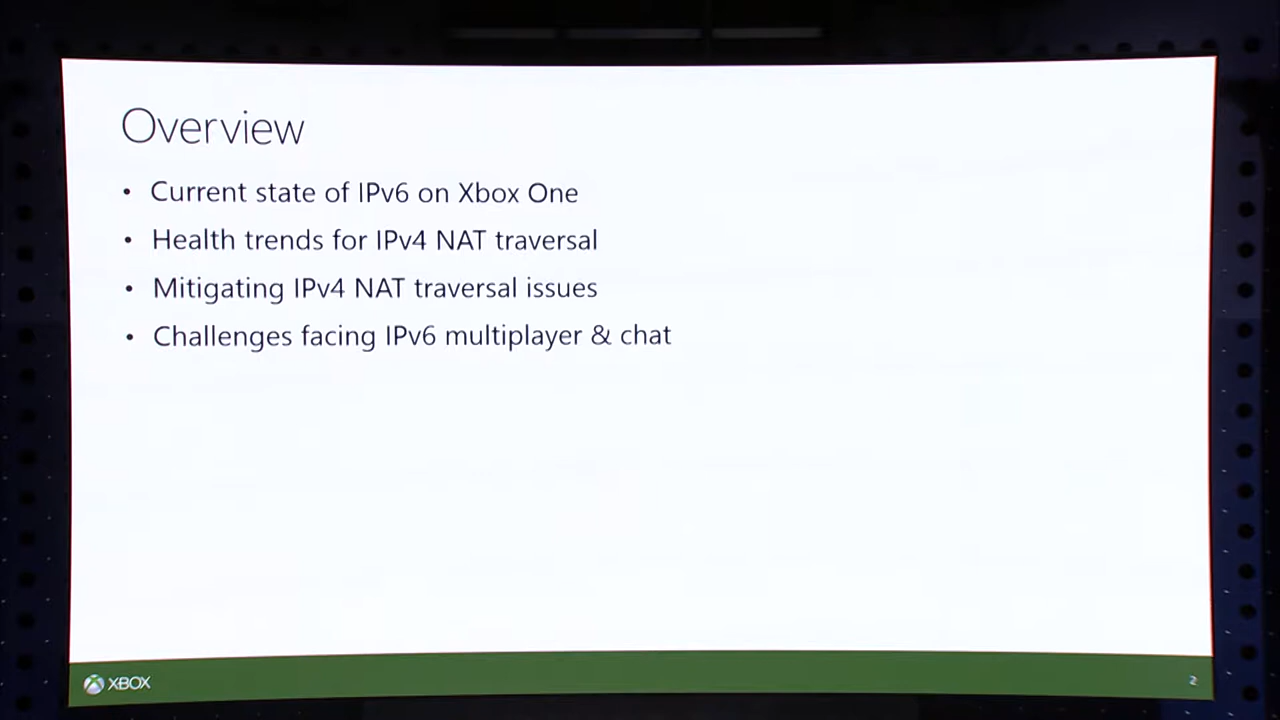 Overview
• Current state of IPv6 on Xbox One
• Health trends for IPv4 NAT traversal
• Mitigating IPv4 NAT traversal issues
• Challenges facing IPv6 multiplayer & chat
XBOX
2